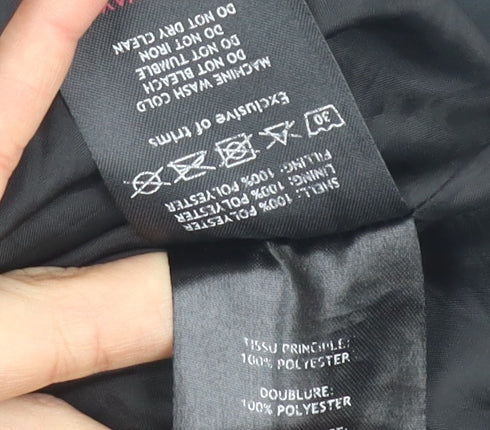 SHELL: 100% POLYESTER
LINING: 100% POLYESTER
FILLING: 100% POLYESTER
30
Exclusive of trims
MACHINE WASH COLD
DO NOT BLEACH
DO NOT TUMBLE
DO NOT IRON
DO NOT DRY CLEAN
TISSU PRINCIPLE:
100% POLYESTER
DOUBLURE:
100% POLYESTER